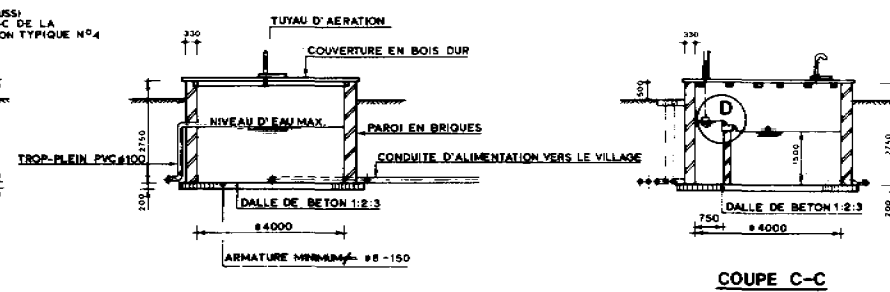 USSI
C DE LA
ON TYPIQUE Nº4
TUYAU D'AERATION
330
COUVERTURE EN BOIS DUR
NIVEAU D'EAU MAX.
PAROI EN BRIQUES
2750
TROP-PLEIN PVC ø100
CONDUITE D'ALIMENTATION VERS LE VILLAGE
200
DALLE DE BETON 1:2:3
ø4000
ARMATURE MINIMUM ø6-150
330
500
D
1500
2750
DALLE DE BETON 1:2:3
200
750
ø4000
COUPE C-C